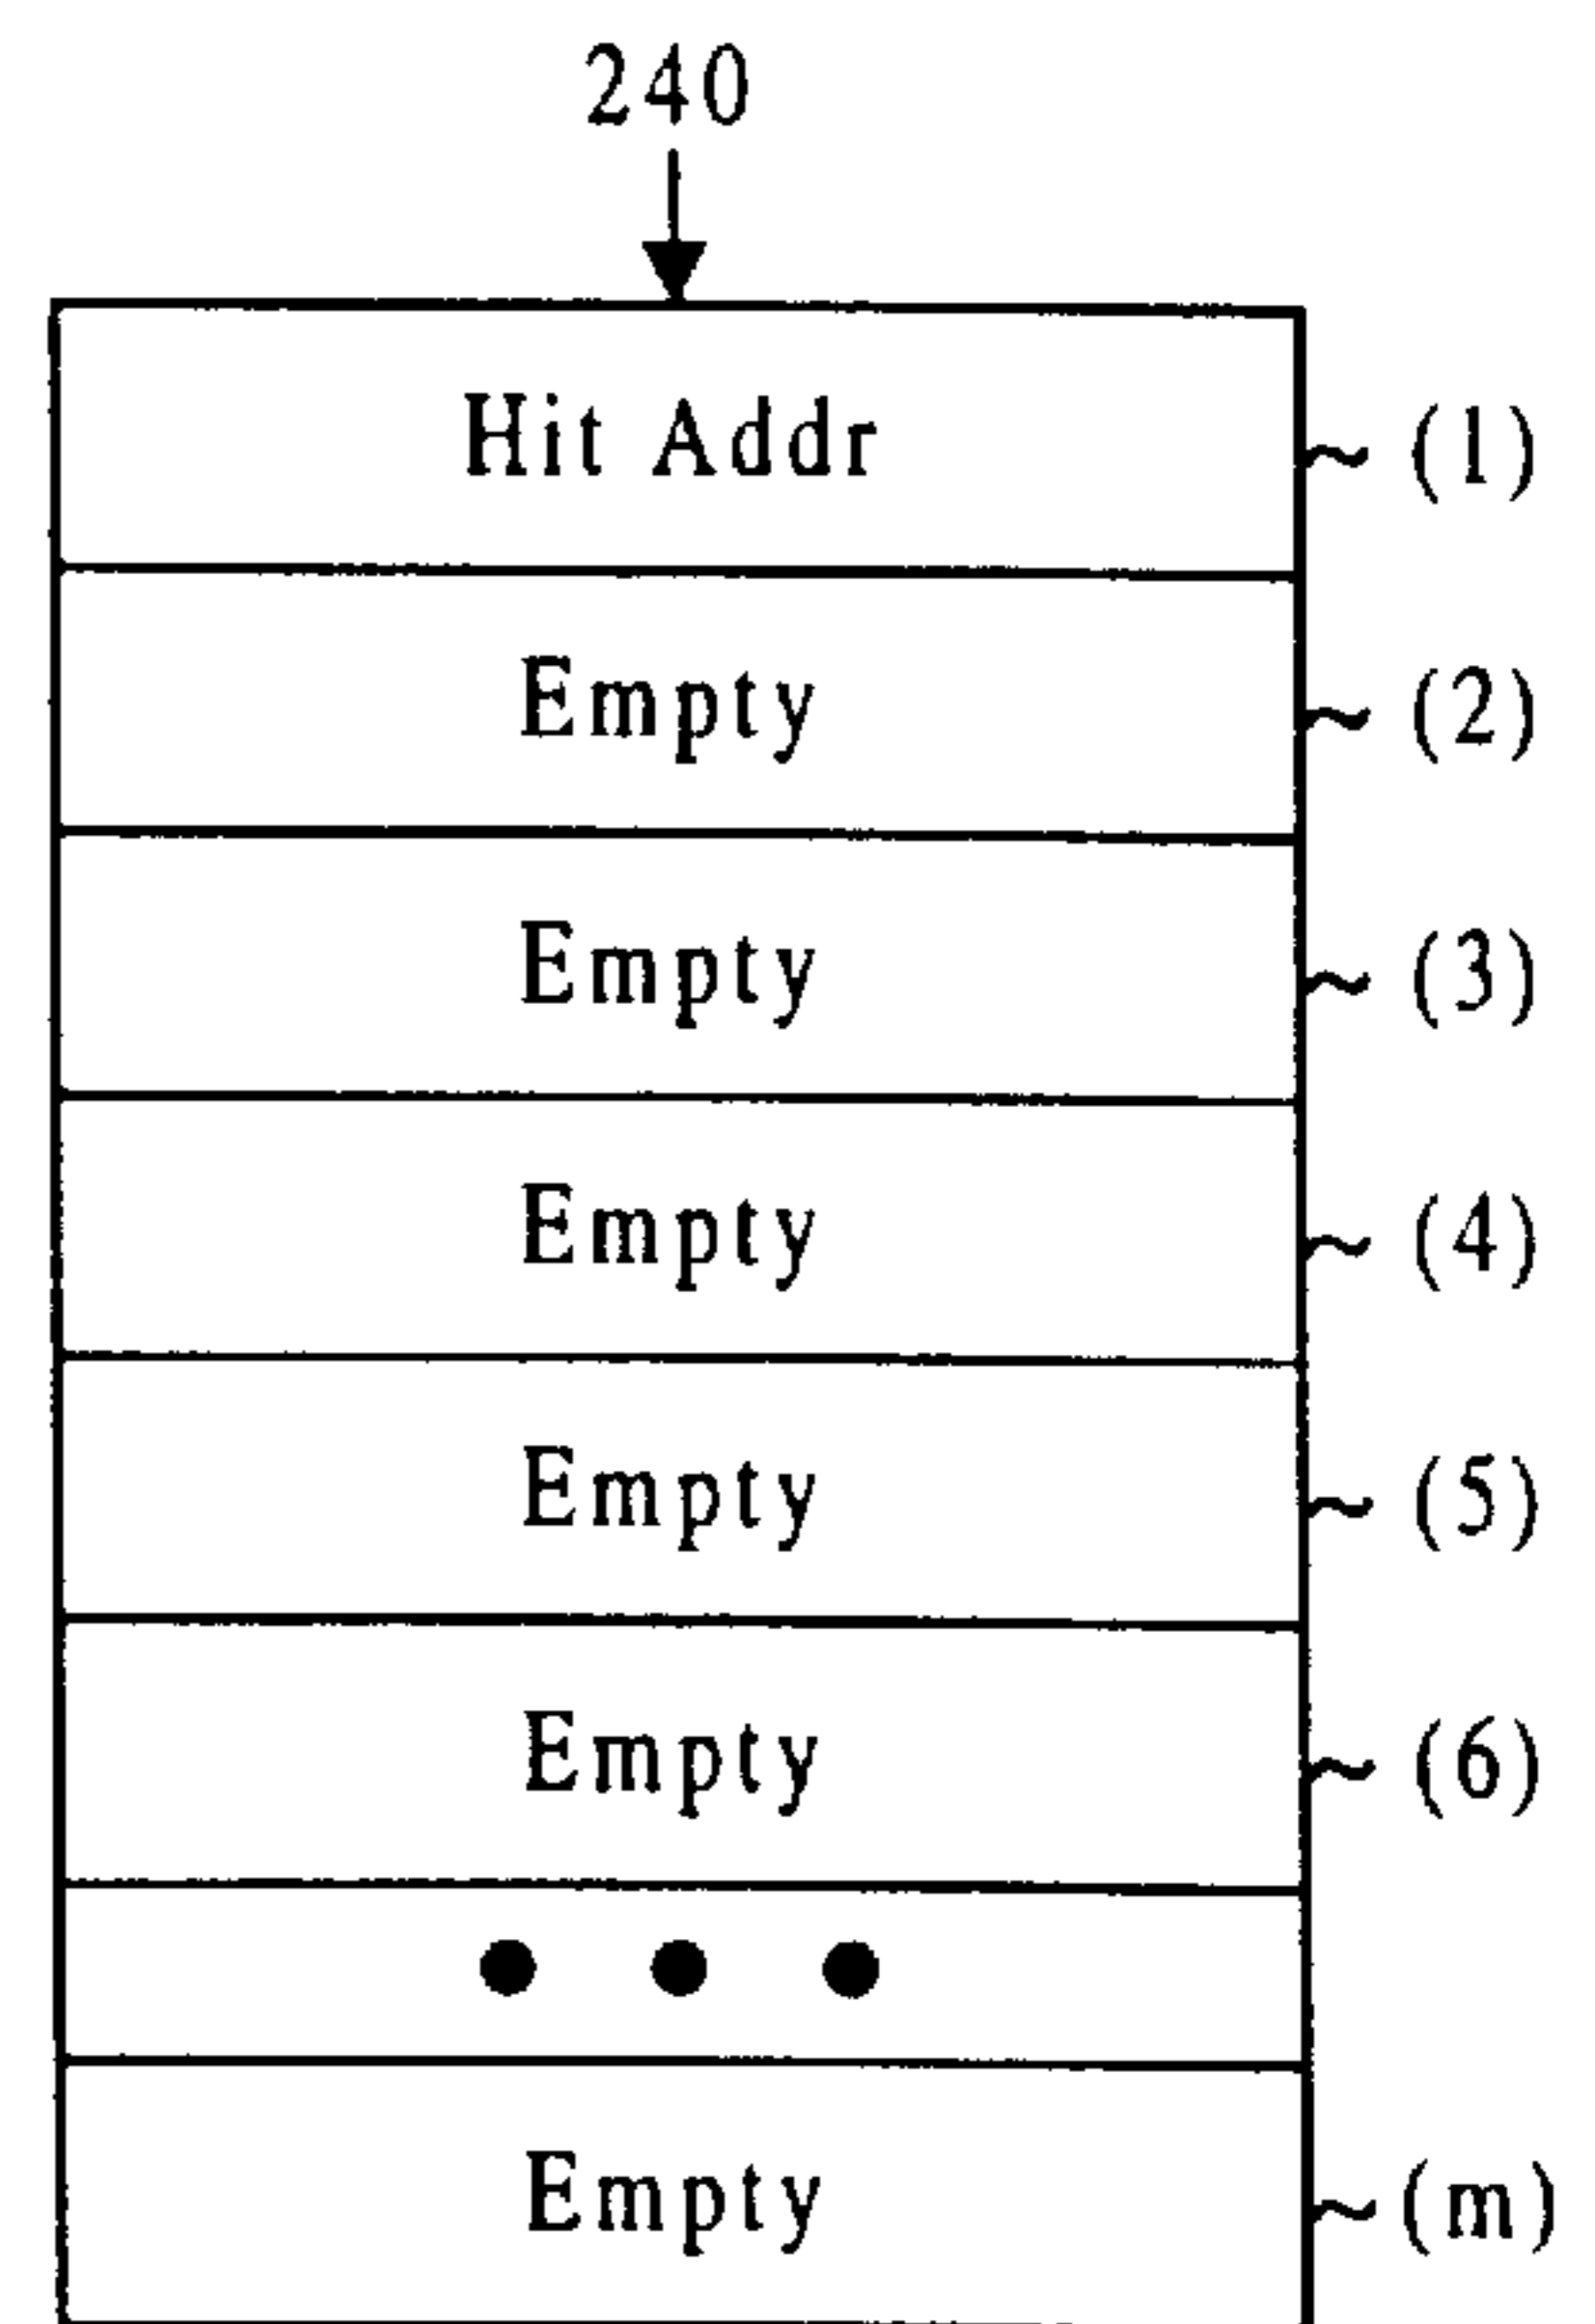 240
Hit Addr ~ (1)
Empty ~ (2)
Empty ~ (3)
Empty ~ (4)
Empty ~ (5)
Empty ~ (6)
● ● ●
Empty ~ (m)